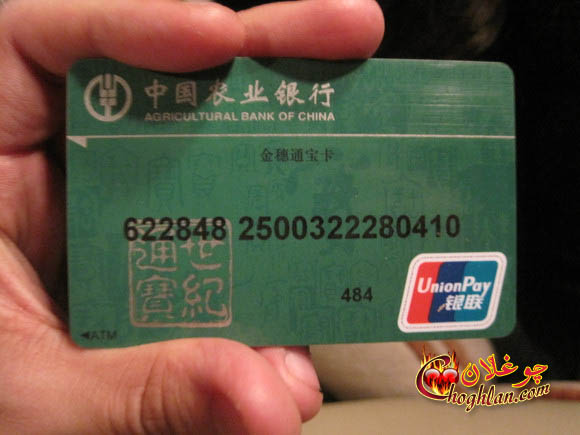 中国农业银行
AGRICULTURAL BANK OF CHINA
金穗通宝卡
622848 2500322280410
世紀
通寶
484
UnionPay
银联
◀ATM
چوغلان
Choghlan.com